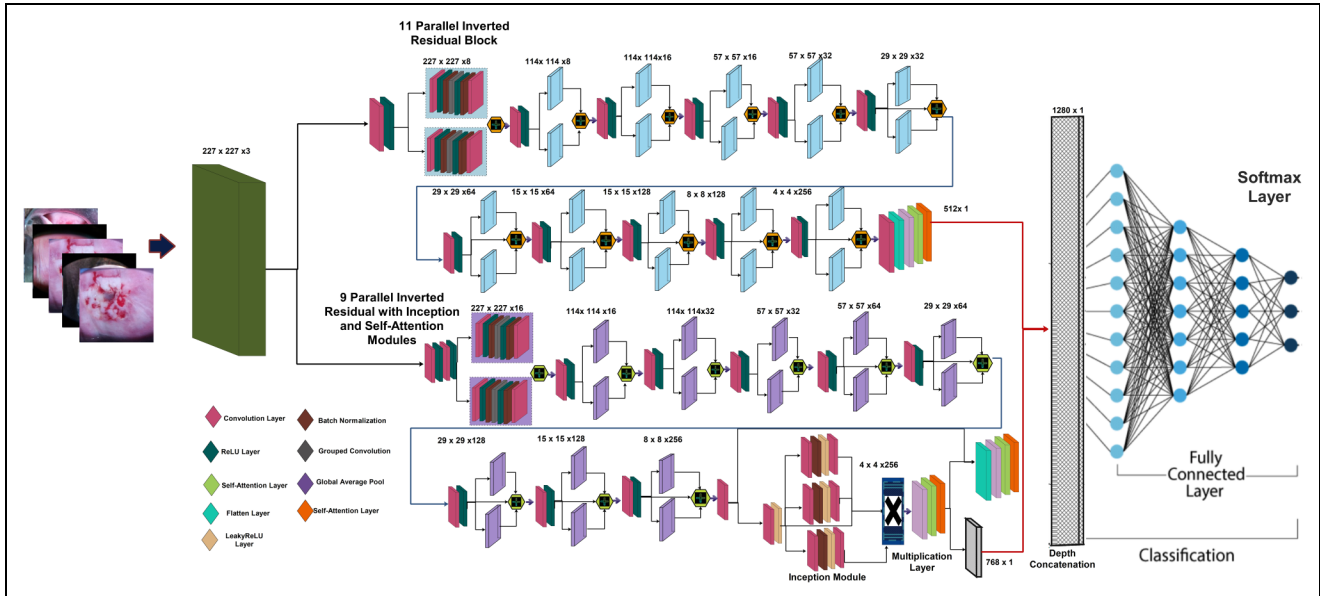 11 Parallel Inverted
Residual Block
227 x 227 x8
114x 114 x8
114 x 114x16
57 x 57 x16
57 x 57 x32
29 x 29 x32
227 x 227 x3
29 x 29 x64
15 x 15 x64
15 x 15 x128
8 x 8 x128
4 x 4 x256
512x 1
1280 x 1
Softmax
Layer
9 Parallel Inverted
Residual with Inception
and Self-Attention
Modules
227 x 227 x16
114x 114 x16
114x 114x32
57 x 57 x32
57 x 57 x64
29 x 29 x64
Convolution Layer
Batch Normalization
ReLU Layer
Grouped Convolution
Self-Attention Layer
Global Average Pool
Flatten Layer
Self-Attention Layer
LeakyReLU
Layer
29 x 29 x128
15 x 15 x128
8 x 8 x256
4 x 4 x256
Inception Module
Multiplication
Layer
768 x 1
Depth
Concatenation
Fully
Connected
Layer
Classification